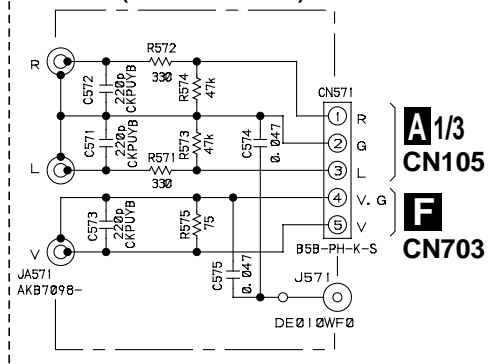 R
C572
220p
CKPUYB
R572
330
R574
47k
C571
220p
CKPUYB
R571
330
R573
47k
C574
0.047
L
C573
220p
CKPUYB
R575
75
C575
0.047
V
JA571
AKB7098-
CN571
1 R
2 G
3 L
4 V.G
5 V
B5B-PH-K-S
J571
DE010WF0
A 1/3
CN105
F
CN703